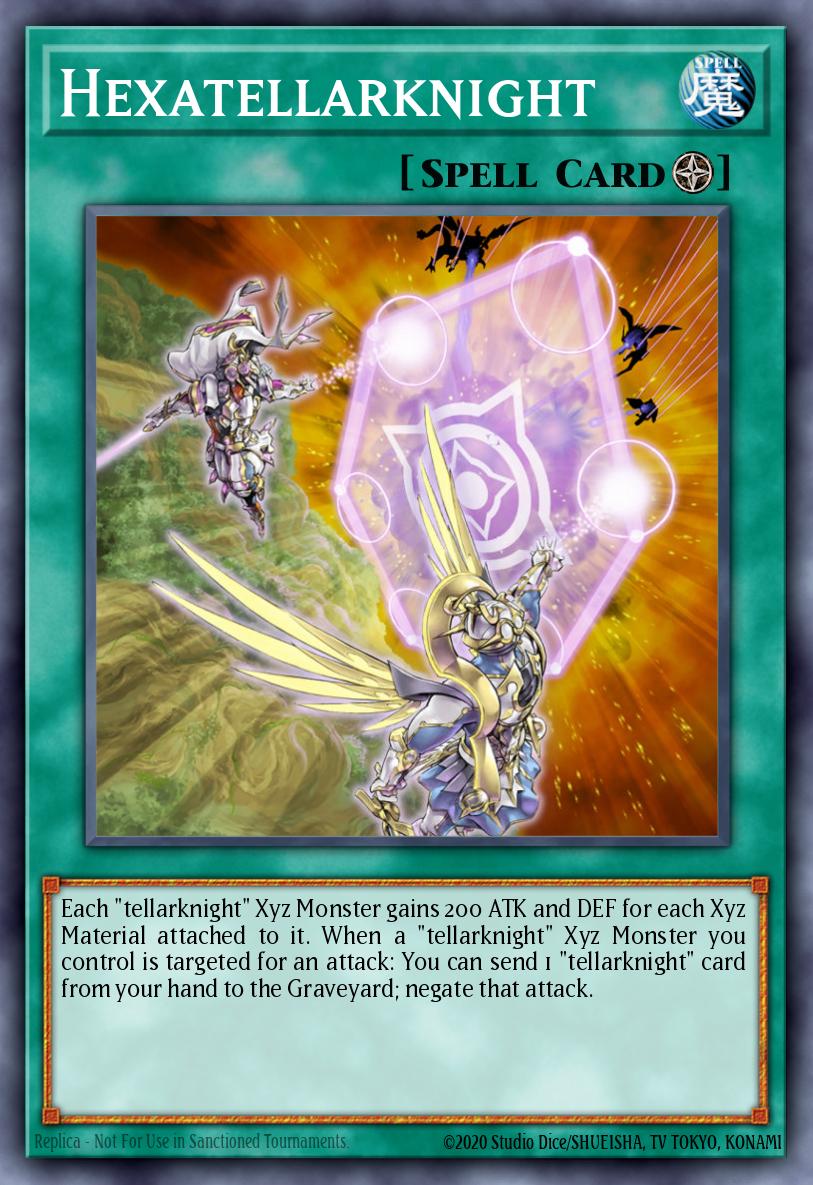 Hexatellarknight
SPELL
魔
[Spell Card]
Each "tellarknight" Xyz Monster gains 200 ATK and DEF for each Xyz
Material attached to it. When a "tellarknight" Xyz Monster you
control is targeted for an attack: You can send 1 "tellarknight" card
from your hand to the Graveyard; negate that attack.
Replica - Not For Use in Sanctioned Tournaments.
©2020 Studio Dice/SHUEISHA, TV TOKYO, KONAMI